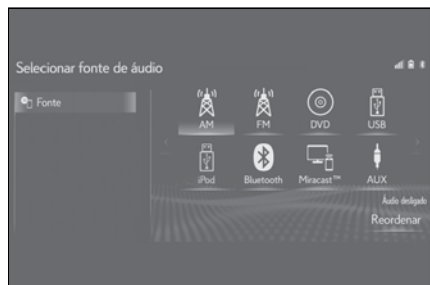 Selecionar fonte de áudio
Fonte
AM FM DVD USB
iPod Bluetooth Miracast™ AUX
Áudio desligado
Reordenar